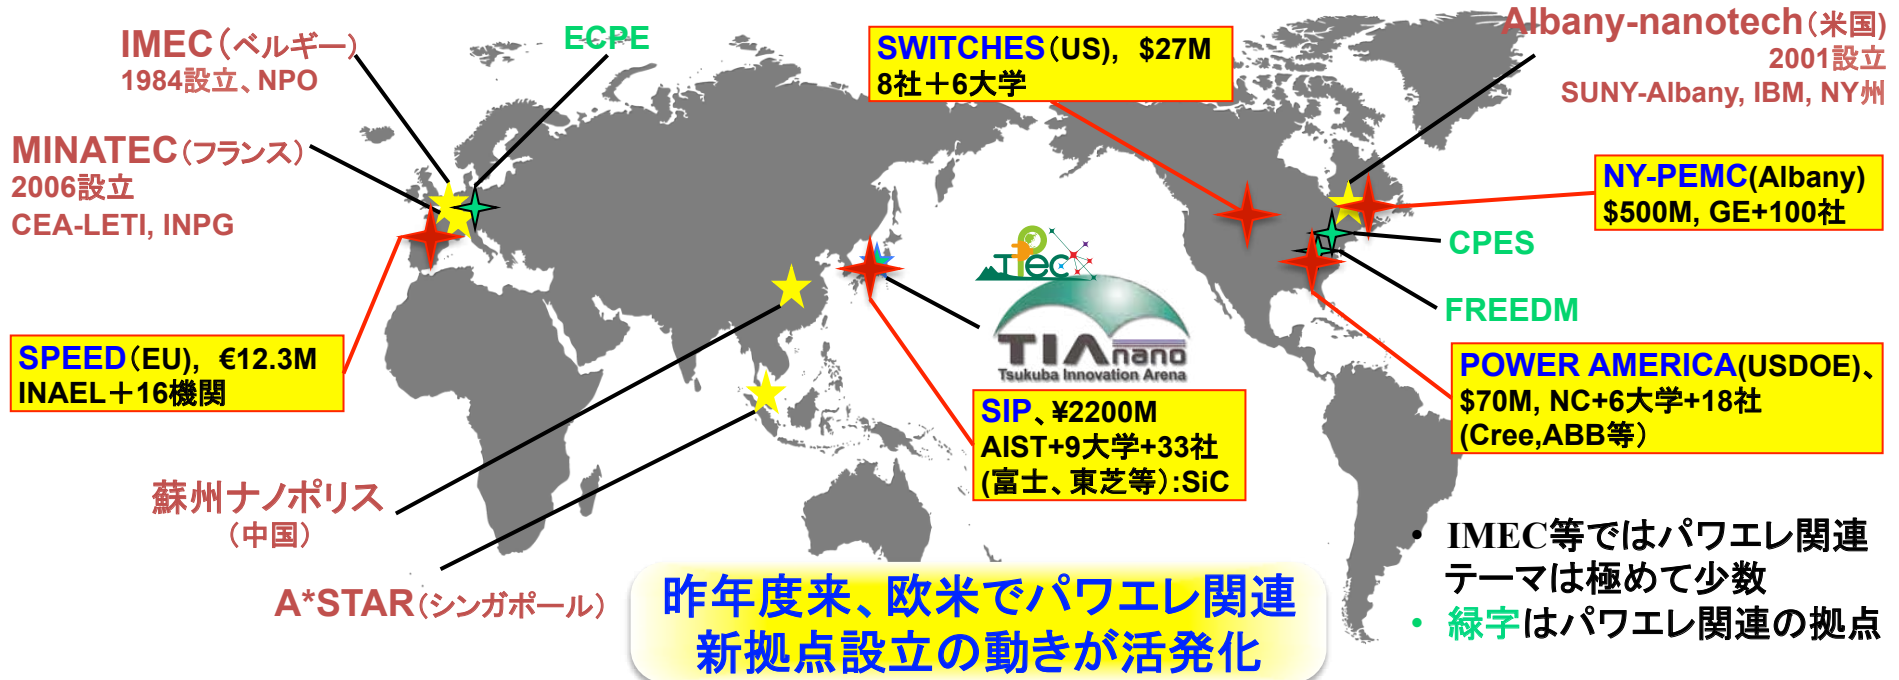 IMEC（ベルギー）
1984設立、NPO
ECPE
SWITCHES（US),　$27M
8社＋6大学
Albany-nanotech（米国)
2001設立
SUNY-Albany, IBM, NY州
MINATEC（フランス）
2006設立
CEA-LETI, INPG
NY-PEMC(Albany)
$500M, GE+100社
CPES
FREEDM
TPEC
TIA nano
Tsukuba Innovation Arena
SPEED（EU),　€12.3M
INAEL＋16機関
POWER AMERICA(USDOE)、
$70M, NC+6大学+18社
(Cree,ABB等）
SIP、¥2200M
AIST+9大学+33社
(富士、東芝等）:SiC
蘇州ナノポリス
（中国）
A*STAR（シンガポール）
昨年度来、欧米でパワエレ関連
新拠点設立の動きが活発化
• IMEC等ではパワエレ関連
テーマは極めて少数
• 緑字はパワエレ関連の拠点